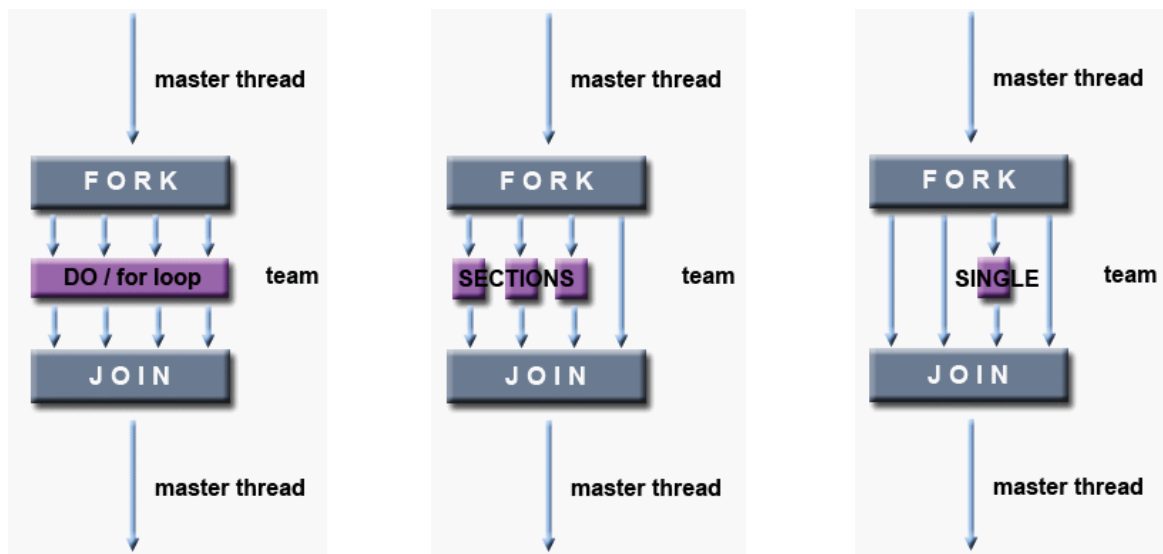 master thread
FORK
DO / for loop
team
JOIN
master thread
master thread
FORK
SECTIONS
team
JOIN
master thread
master thread
FORK
SINGLE
team
JOIN
master thread